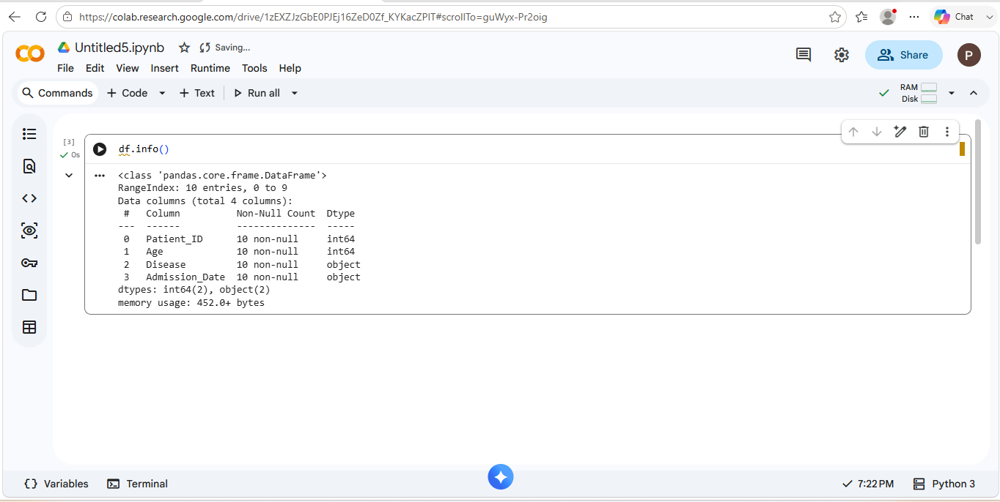 https://colab.research.google.com/drive/1zEXZJzGbE0PJEj16ZeD0Zf_KYKacZPIT#scrollTo=guWyx-Pr2oig
Chat
Untitled5.ipynb
Saving...
File Edit View Insert Runtime Tools Help
Share
P
Commands + Code + Text Run all
RAM
Disk
[3]
0s
df.info()
<class 'pandas.core.frame.DataFrame'>
RangeIndex: 10 entries, 0 to 9
Data columns (total 4 columns):
#   Column          Non-Null Count  Dtype
---  ------          --------------  -----
0   Patient_ID      10 non-null     int64
1   Age             10 non-null     int64
2   Disease         10 non-null     object
3   Admission_Date  10 non-null     object
dtypes: int64(2), object(2)
memory usage: 452.0+ bytes
{} Variables Terminal
7:22 PM Python 3